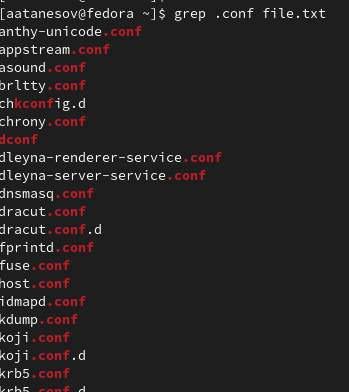 [aatanesov@fedora ~]$ grep .conf file.txt
anthy-unicode.conf
appstream.conf
asound.conf
brltty.conf
chkconfig.d
chrony.conf
dconf
dleyna-renderer-service.conf
dleyna-server-service.conf
dnsmasq.conf
dracut.conf
dracut.conf.d
fprintd.conf
fuse.conf
host.conf
idmapd.conf
kdump.conf
koji.conf
koji.conf.d
krb5.conf
krb5.conf.d